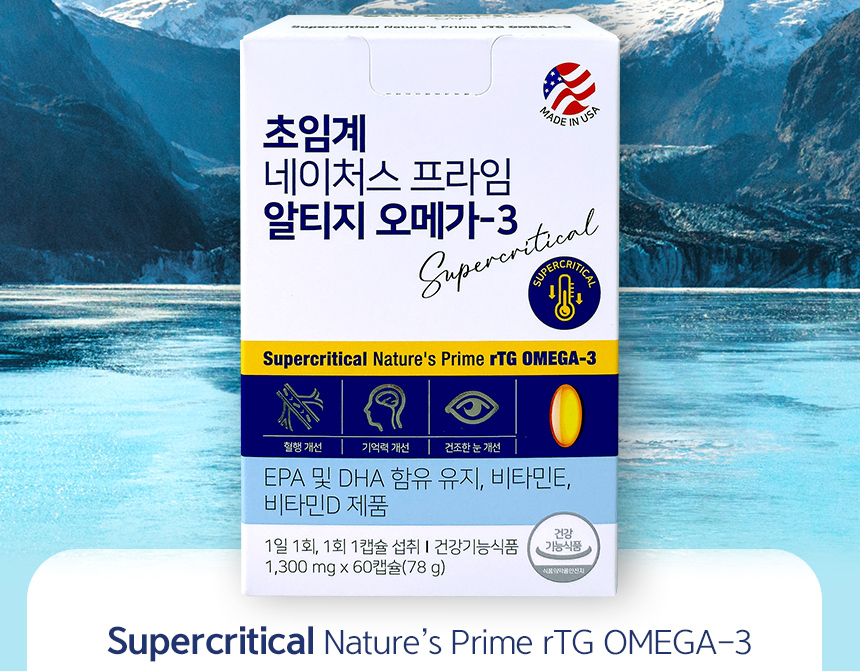 Supercritical Nature's Prime rTG OMEGA-3
MADE IN USA
초임계
네이처스 프라임
알티지 오메가-3
Supercritical
SUPERCRITICAL
Supercritical Nature's Prime rTG OMEGA-3
혈행 개선
기억력 개선
건조한 눈 개선
EPA 및 DHA 함유 유지, 비타민E,
비타민D 제품
1일 1회, 1회 1캡슐 섭취 I 건강기능식품
1,300 mg x 60캡슐(78 g)
건강
기능식품
식품의약품안전처
Supercritical Nature's Prime rTG OMEGA-3